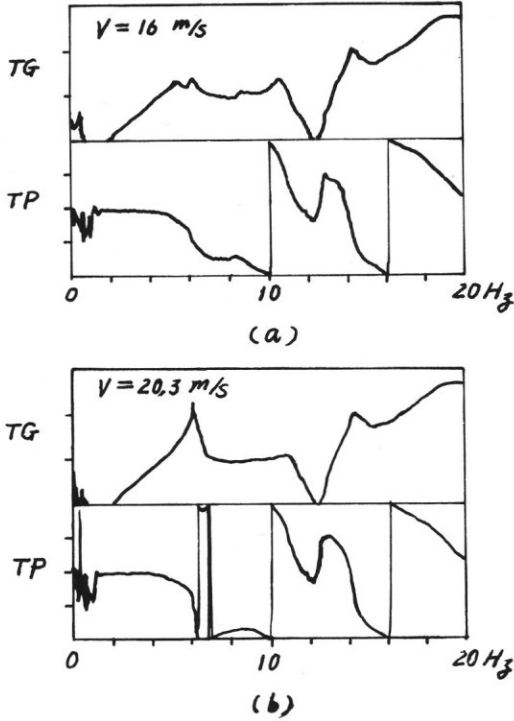 V = 16 m/s
TG
TP
0 10 20 Hz
(a)
V = 20,3 m/s
TG
TP
0 10 20 Hz
(b)